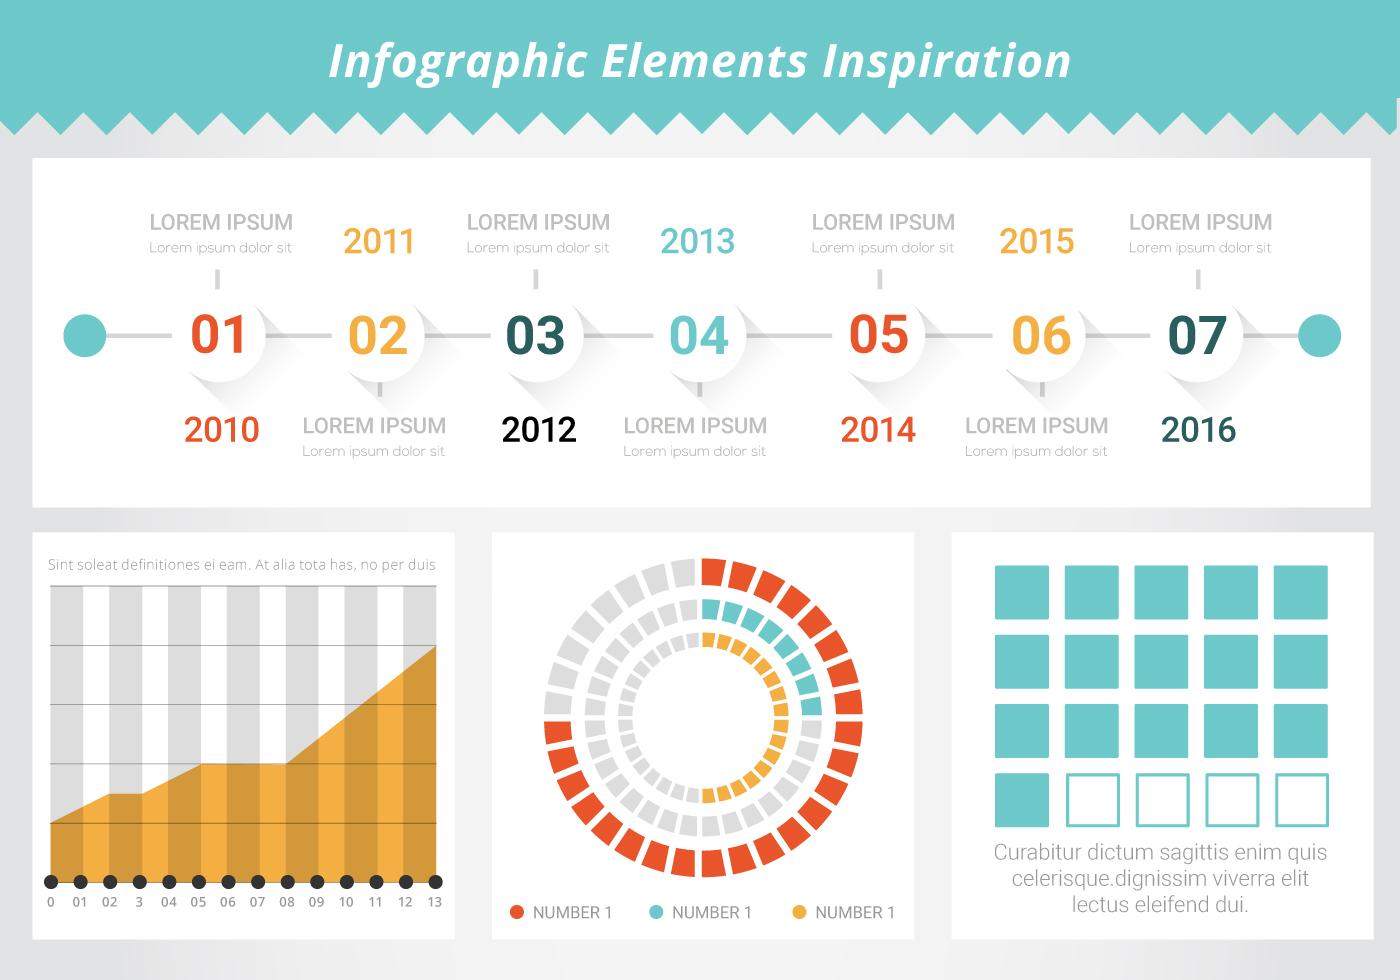 Infographic Elements Inspiration
LOREM IPSUM
Lorem ipsum dolor sit
01
2010
2011
02
LOREM IPSUM
Lorem ipsum dolor sit
LOREM IPSUM
Lorem ipsum dolor sit
03
2012
2013
04
LOREM IPSUM
Lorem ipsum dolor sit
LOREM IPSUM
Lorem ipsum dolor sit
05
2014
2015
06
LOREM IPSUM
Lorem ipsum dolor sit
LOREM IPSUM
Lorem ipsum dolor sit
07
2016
Sint soleat definitiones ei eam. At alia tota has, no per duis
0 01 02 3 04 05 06 07 08 09 10 11 12 13
NUMBER 1 NUMBER 1 NUMBER 1
Curabitur dictum sagittis enim quis
celerisque.dignissim viverra elit
lectus eleifend dui.